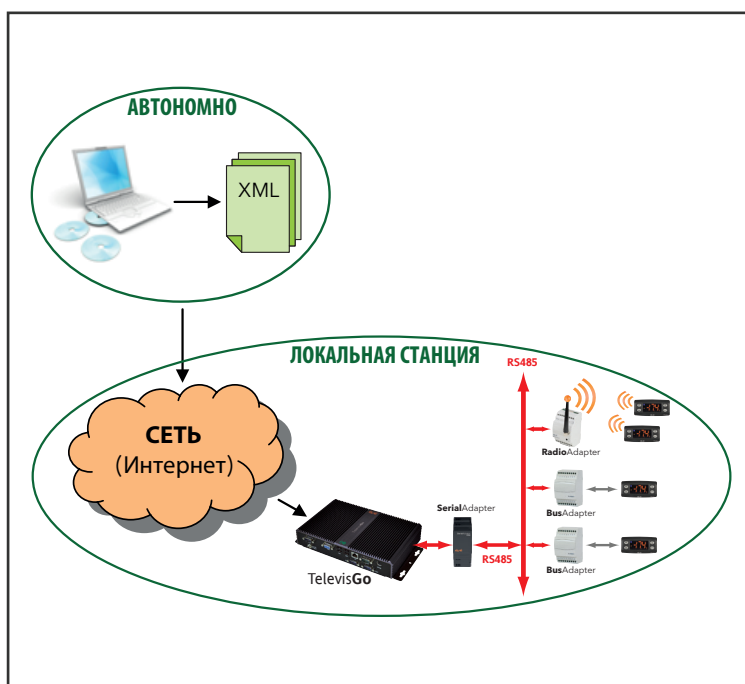 АВТОНОМНО
XML
ЛОКАЛЬНАЯ СТАНЦИЯ
RS485
СЕТЬ
(Интернет)
RadioAdapter
SerialAdapter
BusAdapter
RS485
TelevisGo
BusAdapter